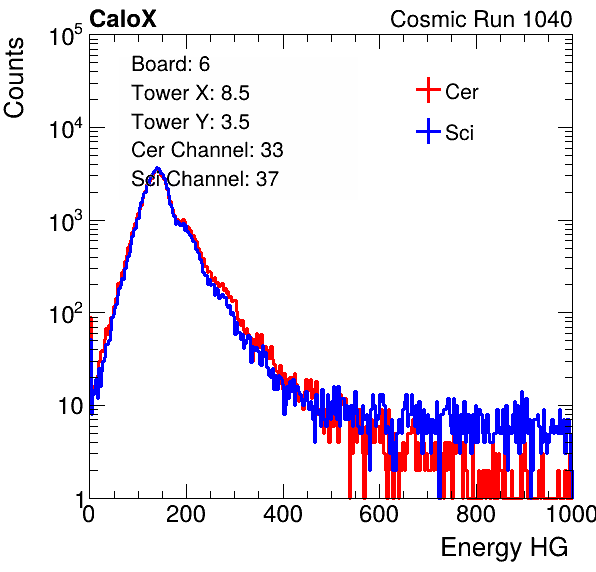 CaloX Cosmic Run 1040
Counts
10^5
10^4
10^3
10^2
10
1
Board: 6
Tower X: 8.5
Tower Y: 3.5
Cer Channel: 33
Sci Channel: 37
Cer
Sci
0 200 400 600 800 1000
Energy HG